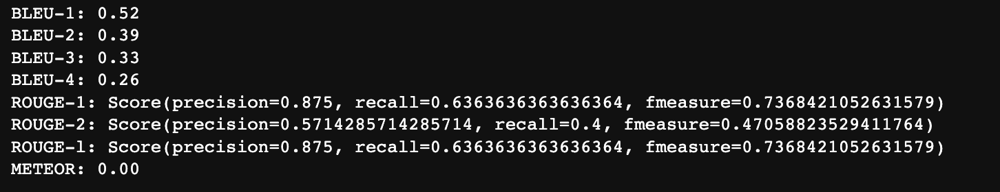 BLEU-1: 0.52
BLEU-2: 0.39
BLEU-3: 0.33
BLEU-4: 0.26
ROUGE-1: Score(precision=0.875, recall=0.6363636363636364, fmeasure=0.7368421052631579)
ROUGE-2: Score(precision=0.5714285714285714, recall=0.4, fmeasure=0.47058823529411764)
ROUGE-l: Score(precision=0.875, recall=0.6363636363636364, fmeasure=0.7368421052631579)
METEOR: 0.00